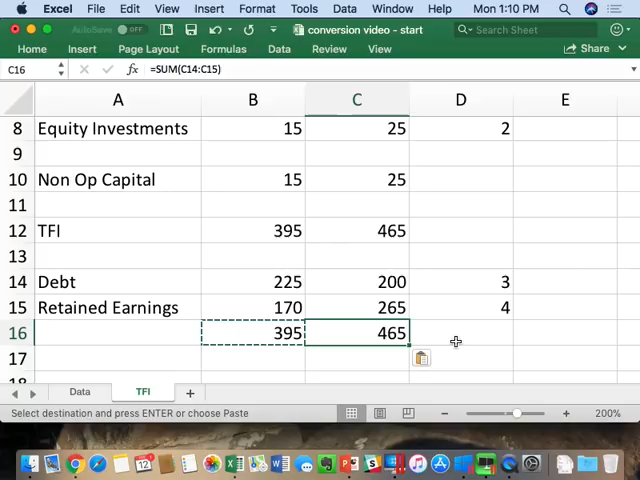 Excel File Edit View Insert Format Tools Data Window Help Mon 1:10 PM
AutoSave OFF conversion video - start Search Sheet
Home Insert Page Layout Formulas Data Review View Share
C16 fx =SUM(C14:C15)
A B C D E
8 Equity Investments 15 25 2
9
10 Non Op Capital 15 25
11
12 TFI 395 465
13
14 Debt 225 200 3
15 Retained Earnings 170 265 4
16 395 465
17
18
Data TFI +
Select destination and press ENTER or choose Paste 200%